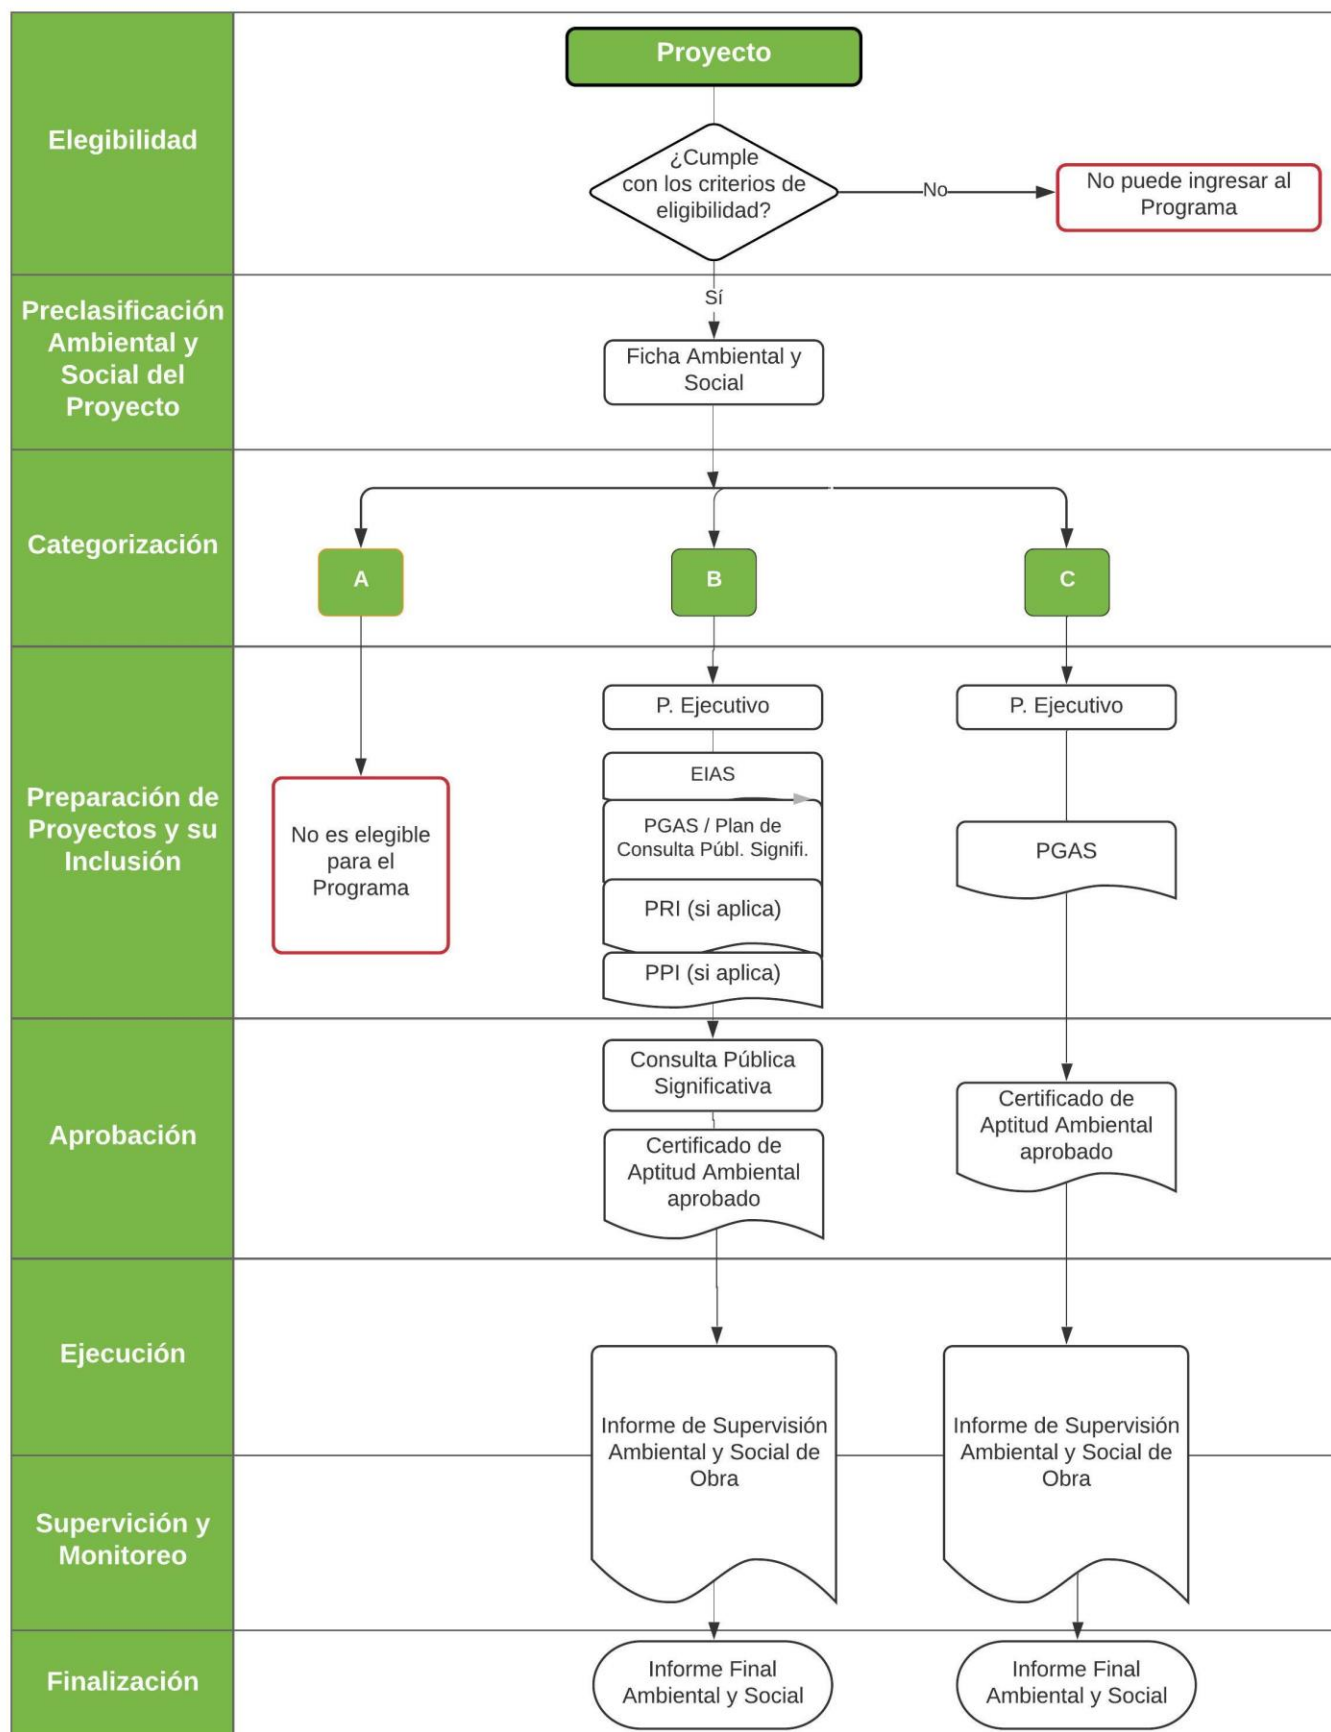 Proyecto
Elegibilidad
¿Cumple
con los criterios de
eligibilidad?
No
No puede ingresar al
Programa
Sí
Preclasificación
Ambiental y
Social del
Proyecto
Ficha Ambiental y
Social
Categorización
A
B
C
Preparación de
Proyectos y su
Inclusión
No es elegible
para el
Programa
P. Ejecutivo
EIAS
PGAS / Plan de
Consulta Públ. Signifi.
PRI (si aplica)
PPI (si aplica)
P. Ejecutivo
PGAS
Aprobación
Consulta Pública
Significativa
Certificado de
Aptitud Ambiental
aprobado
Certificado de
Aptitud Ambiental
aprobado
Ejecución
Informe de Supervisión
Ambiental y Social de
Obra
Informe de Supervisión
Ambiental y Social de
Obra
Supervición y
Monitoreo
Finalización
Informe Final
Ambiental y Social
Informe Final
Ambiental y Social